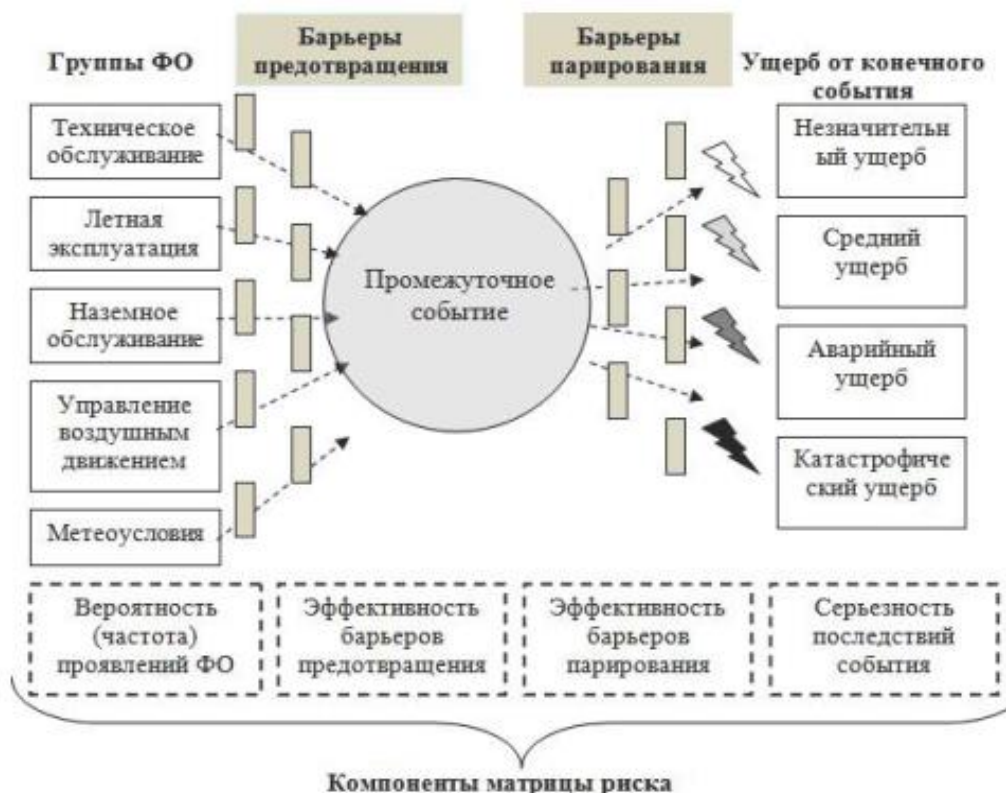 Группы ФО
Барьеры
предотвращения
Барьеры
парирования
Ущерб от конечного
события
Техническое
обслуживание
Летная
эксплуатация
Наземное
обслуживание
Управление
воздушным
движением
Метеоусловия
Промежуточное
событие
Незначительн
ый ущерб
Средний
ущерб
Аварийный
ущерб
Катастрофиче
ский ущерб
Вероятность
(частота)
проявлений ФО
Эффективность
барьеров
предотвращения
Эффективность
барьеров
парирования
Серьезность
последствий
события
Компоненты матрицы риска